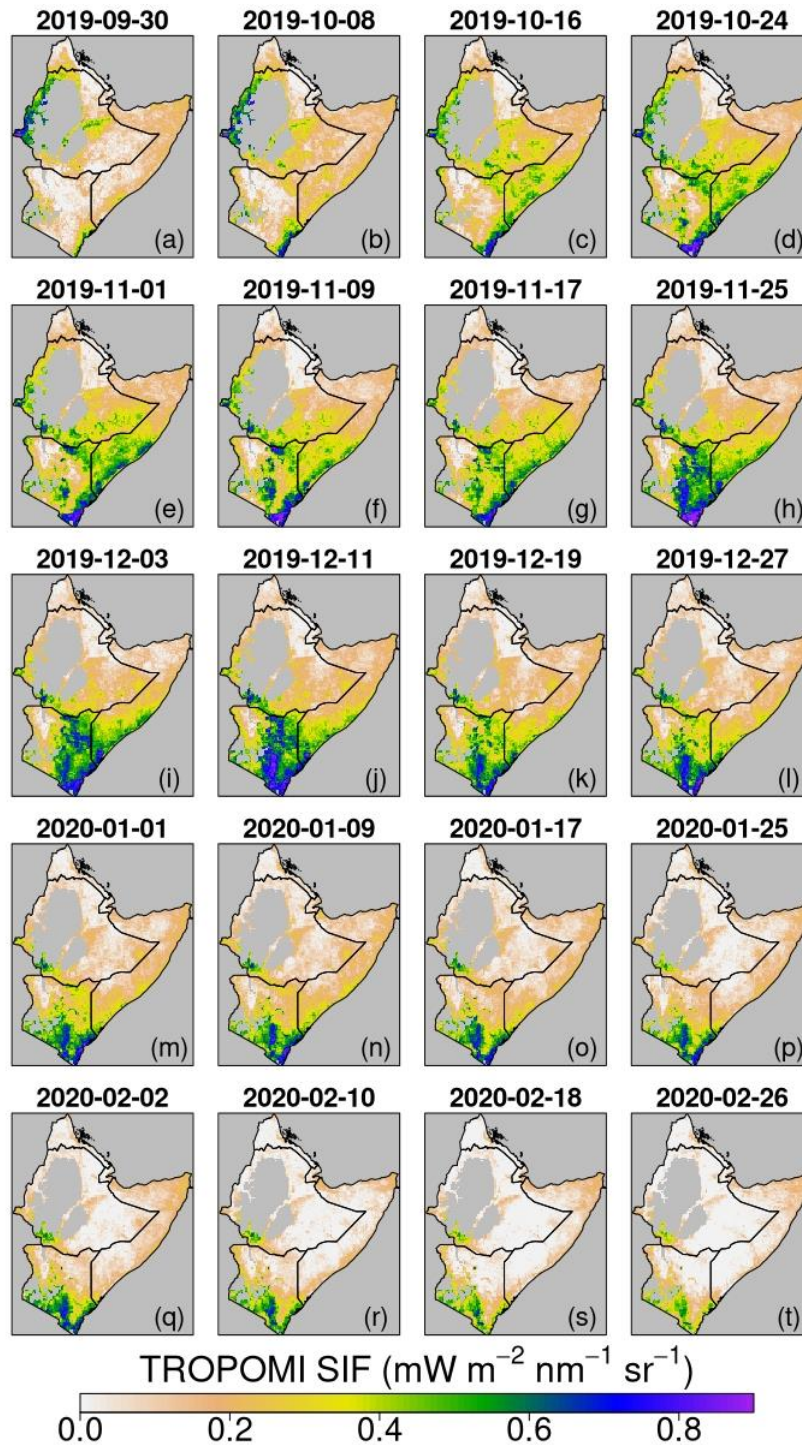 2019-09-30 2019-10-08 2019-10-16 2019-10-24
(a) (b) (c) (d)
2019-11-01 2019-11-09 2019-11-17 2019-11-25
(e) (f) (g) (h)
2019-12-03 2019-12-11 2019-12-19 2019-12-27
(i) (j) (k) (l)
2020-01-01 2020-01-09 2020-01-17 2020-01-25
(m) (n) (o) (p)
2020-02-02 2020-02-10 2020-02-18 2020-02-26
(q) (r) (s) (t)
TROPOMI SIF (mW m⁻² nm⁻¹ sr⁻¹)
0.0 0.2 0.4 0.6 0.8